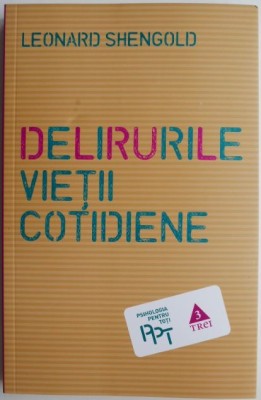 LEONARD SHENGOLD
DELIRURILE
VIEȚII
COTIDIENE
PSIHOLOGIA
PENTRU
TOȚI
PPT
3
TREI